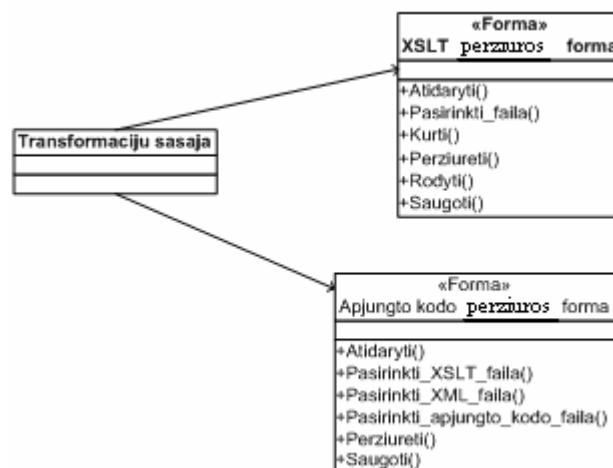 «Forma»
XSLT perziuros forma
+Atidaryti()
+Pasirinkti_faila()
+Kurti()
+Perziureti()
+Rodyti()
+Saugoti()
Transformaciju sasaja
«Forma»
Apjungto kodo perziuros forma
+Atidaryti()
+Pasirinkti_XSLT_faila()
+Pasirinkti_XML_faila()
+Pasirinkti_apjungto_kodo_faila()
+Perziureti()
+Saugoti()